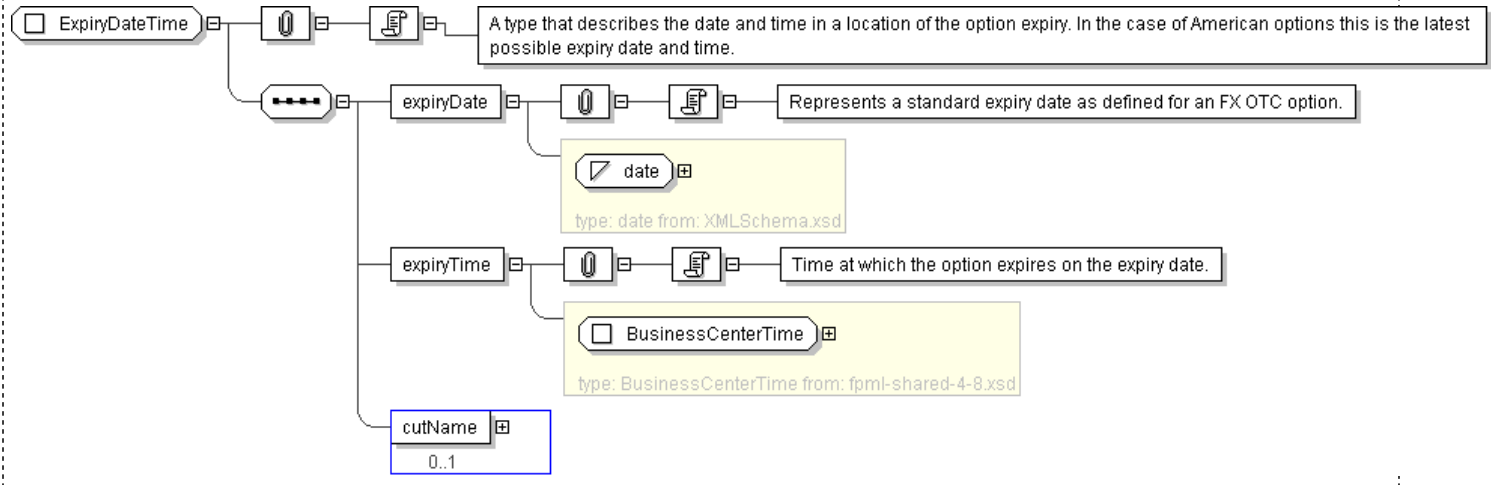 ExpiryDateTime
A type that describes the date and time in a location of the option expiry. In the case of American options this is the latest
possible expiry date and time.
expiryDate
Represents a standard expiry date as defined for an FX OTC option.
date
type: date from: XMLSchema.xsd
expiryTime
Time at which the option expires on the expiry date.
BusinessCenterTime
type: BusinessCenterTime from: fpml-shared-4-8.xsd
cutName
0..1